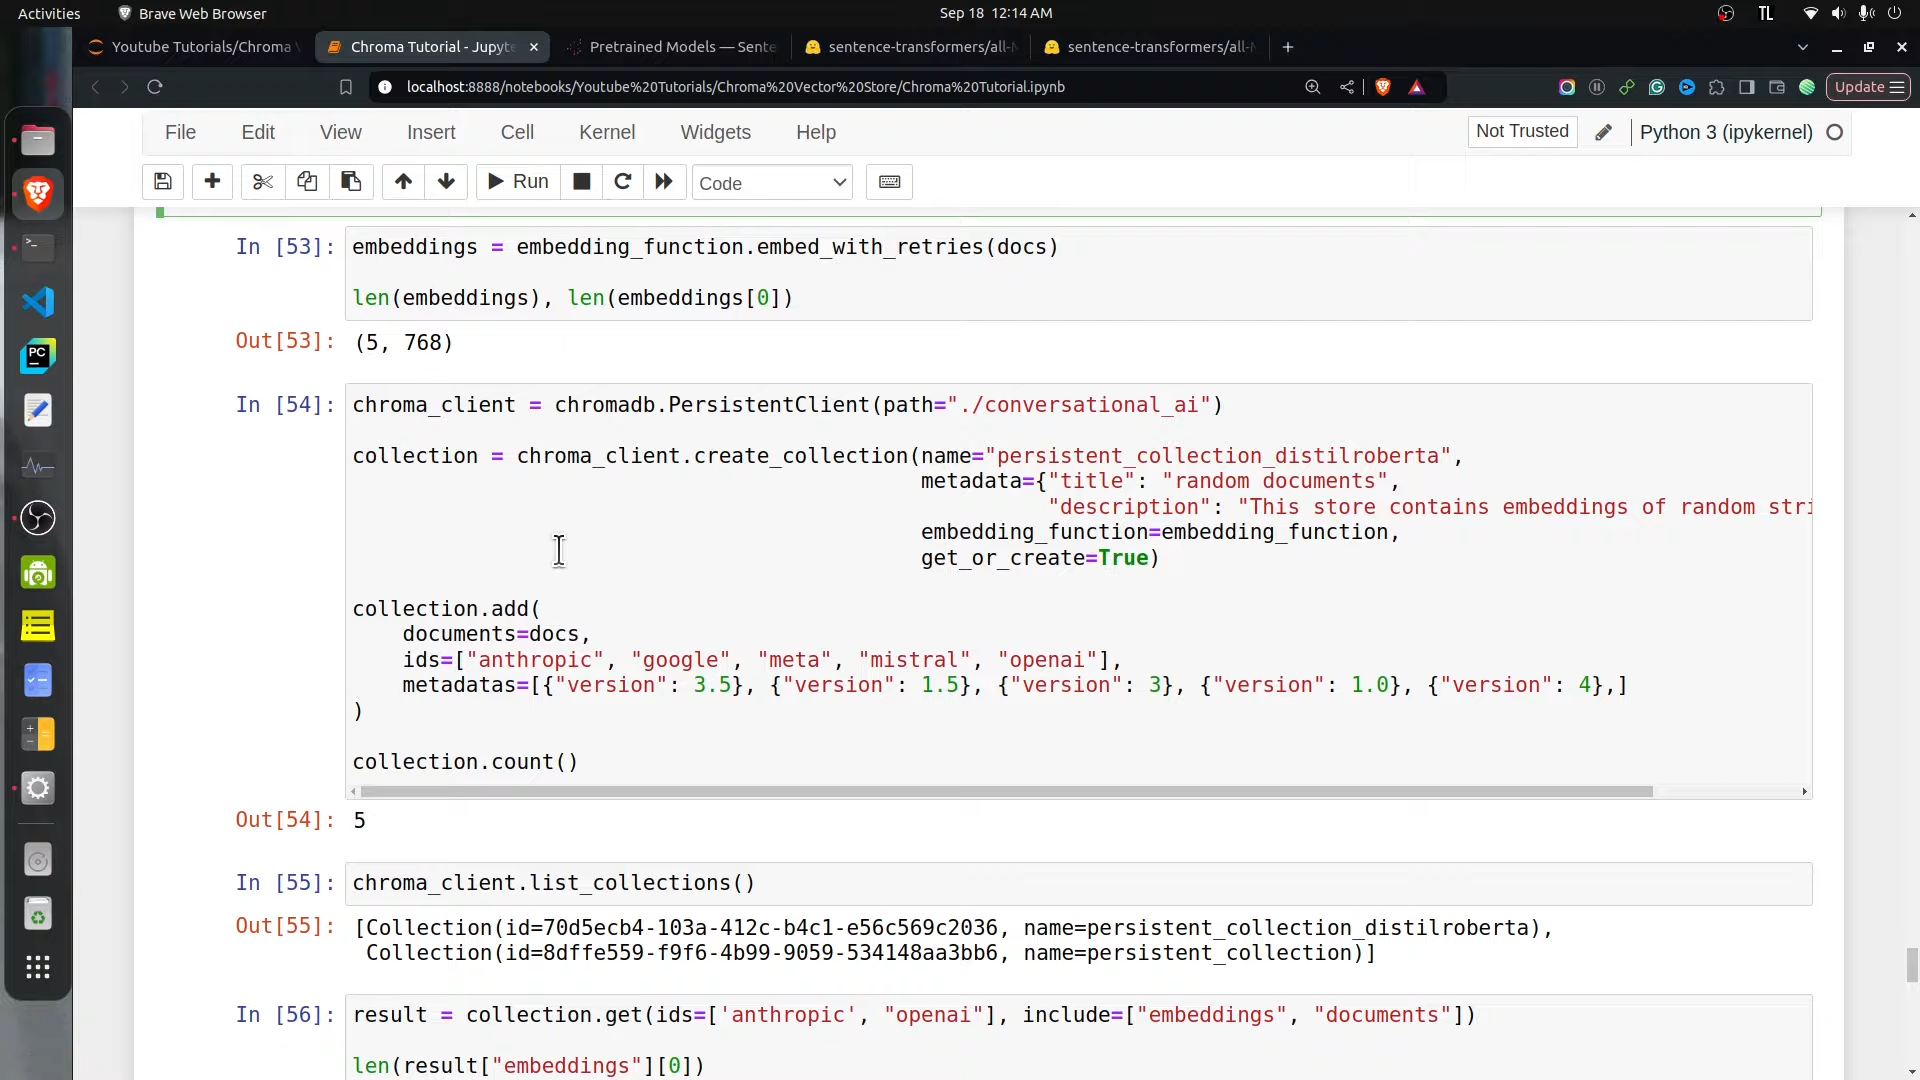 Activities Brave Web Browser Sep 18 12:14 AM TL
Youtube Tutorials/Chroma V Chroma Tutorial - Jupyte Pretrained Models — Sente sentence-transformers/all- sentence-transformers/all-
localhost:8888/notebooks/Youtube%20Tutorials/Chroma%20Vector%20Store/Chroma%20Tutorial.ipynb Update
File Edit View Insert Cell Kernel Widgets Help Not Trusted Python 3 (ipykernel)
Run Code
In [53]: embeddings = embedding_function.embed_with_retries(docs)
len(embeddings), len(embeddings[0])
Out[53]: (5, 768)
In [54]: chroma_client = chromadb.PersistentClient(path="./conversational_ai")
collection = chroma_client.create_collection(name="persistent_collection_distilroberta",
metadata={"title": "random documents",
"description": "This store contains embeddings of random stri
embedding_function=embedding_function,
get_or_create=True)
collection.add(
documents=docs,
ids=["anthropic", "google", "meta", "mistral", "openai"],
metadatas=[{"version": 3.5}, {"version": 1.5}, {"version": 3}, {"version": 1.0}, {"version": 4},]
)
collection.count()
Out[54]: 5
In [55]: chroma_client.list_collections()
Out[55]: [Collection(id=70d5ecb4-103a-412c-b4c1-e56c569c2036, name=persistent_collection_distilroberta),
Collection(id=8dffe559-f9f6-4b99-9059-534148aa3bb6, name=persistent_collection)]
In [56]: result = collection.get(ids=['anthropic', "openai"], include=["embeddings", "documents"])
len(result["embeddings"][0])